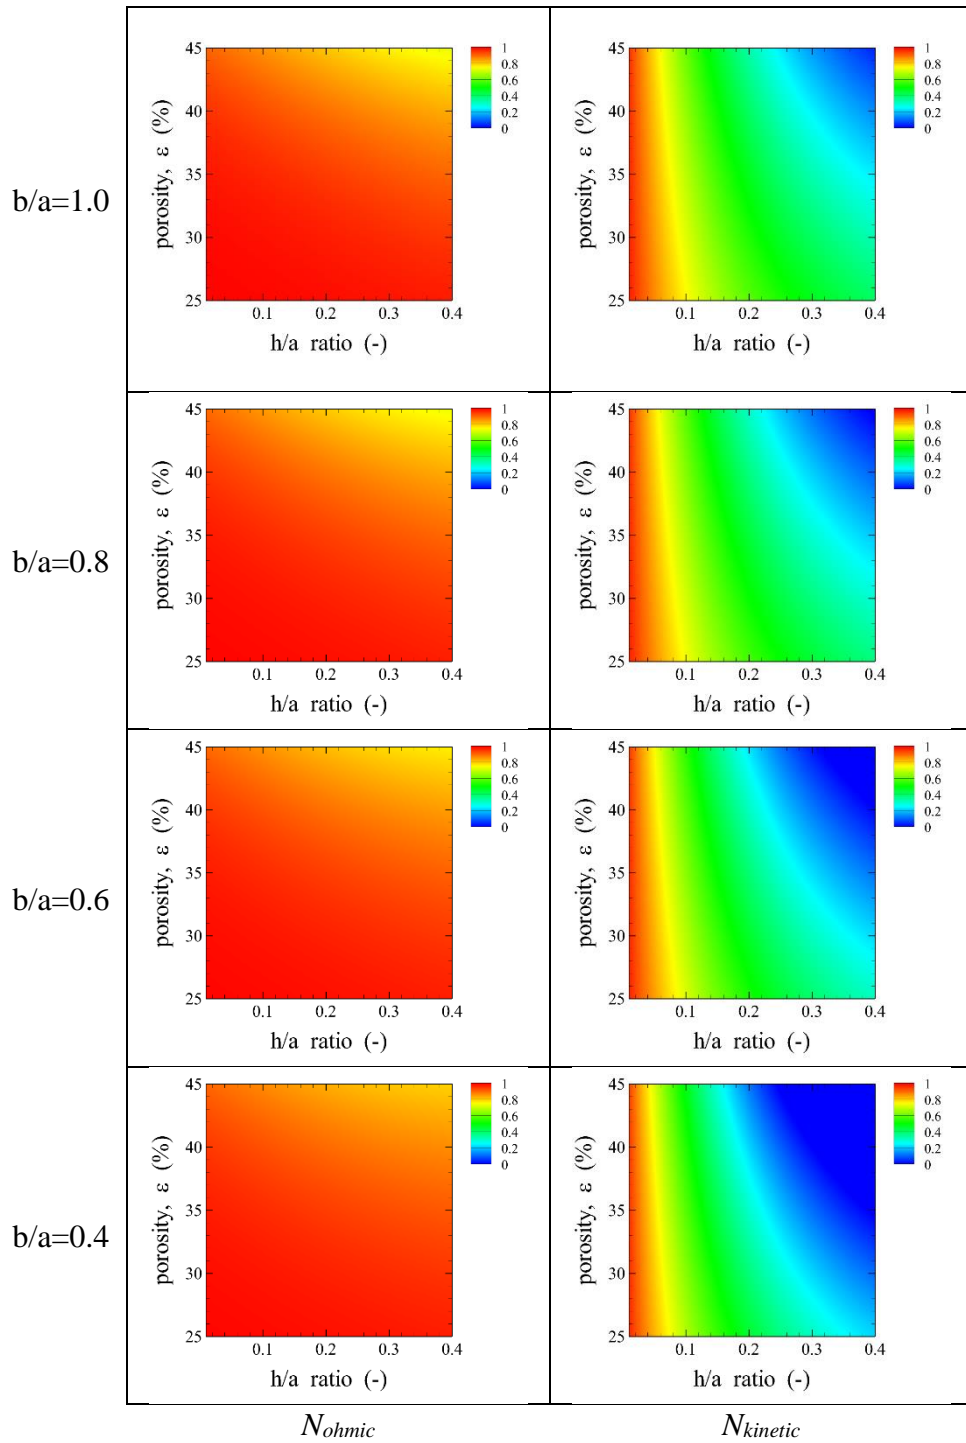 b/a=1.0
porosity, ε (%)
45
40
35
30
25
0.1 0.2 0.3 0.4
h/a ratio (-)
1
0.8
0.6
0.4
0.2
0
porosity, ε (%)
45
40
35
30
25
0.1 0.2 0.3 0.4
h/a ratio (-)
1
0.8
0.6
0.4
0.2
0
b/a=0.8
porosity, ε (%)
45
40
35
30
25
0.1 0.2 0.3 0.4
h/a ratio (-)
1
0.8
0.6
0.4
0.2
0
porosity, ε (%)
45
40
35
30
25
0.1 0.2 0.3 0.4
h/a ratio (-)
1
0.8
0.6
0.4
0.2
0
b/a=0.6
porosity, ε (%)
45
40
35
30
25
0.1 0.2 0.3 0.4
h/a ratio (-)
1
0.8
0.6
0.4
0.2
0
porosity, ε (%)
45
40
35
30
25
0.1 0.2 0.3 0.4
h/a ratio (-)
1
0.8
0.6
0.4
0.2
0
b/a=0.4
porosity, ε (%)
45
40
35
30
25
0.1 0.2 0.3 0.4
h/a ratio (-)
1
0.8
0.6
0.4
0.2
0
porosity, ε (%)
45
40
35
30
25
0.1 0.2 0.3 0.4
h/a ratio (-)
1
0.8
0.6
0.4
0.2
0
Nohmic
Nkinetic